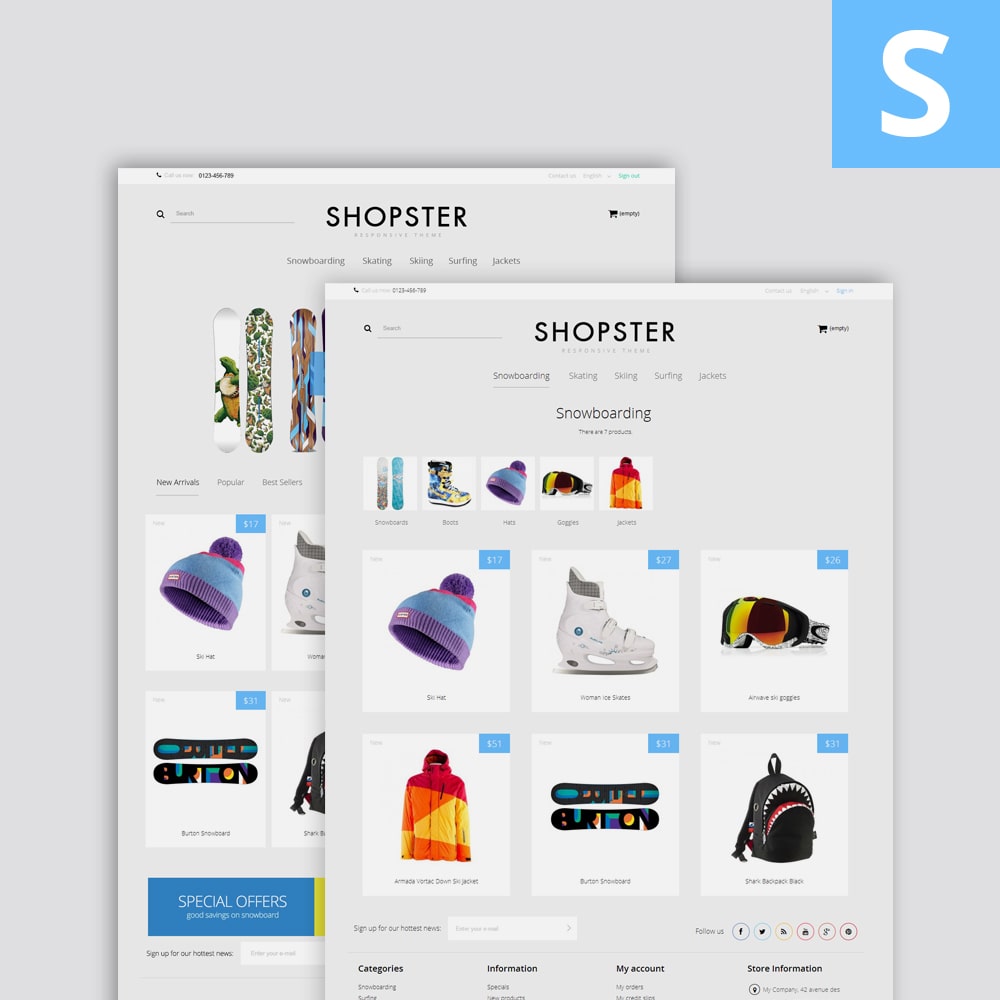 S
Call us now: 0123-456-789
Contact us English Sign out
Search
SHOPSTER
(empty)
RESPONSIVE THEME
Snowboarding Skating Skiing Surfing Jackets
New Arrivals Popular Best Sellers
New $17
New
Ski Hat
New $31
New
BURTON
Burton Snowboard
SPECIAL OFFERS
good savings on snowboard
Sign up for our hottest news: Enter your e-mail
Call us now: 0123-456-789
Contact us English Sign in
Search
SHOPSTER
(empty)
RESPONSIVE THEME
Snowboarding Skating Skiing Surfing Jackets
Snowboarding
There are 7 products.
Snowboards Boots Hats Goggles Jackets
New $17
New $27
New $26
Ski Hat
Woman Ice Skates
Airwave ski goggles
New $51
New $31
New $31
BURTON
Armada Vortac Down Ski Jacket
Burton Snowboard
Shark Backpack Black
Sign up for our hottest news: Enter your e-mail
Follow us
Categories Information My account Store Information
Snowboarding Specials My orders My Company, 42 avenue des
Surfing New products My credit slips